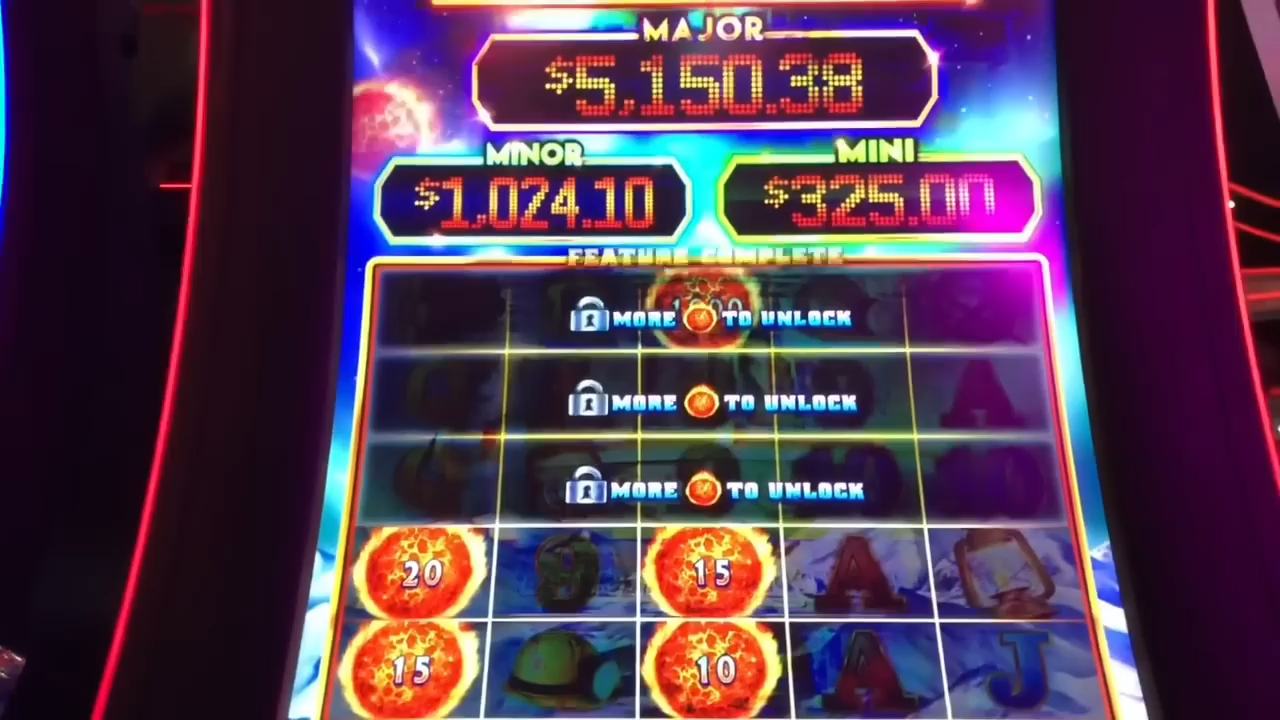 MAJOR
$5,150.38
MINOR
MINI
$1,024.10
$325.00
FEATURE COMPLETE
MORE TO UNLOCK
MORE TO UNLOCK
MORE TO UNLOCK
20
9
15
A
15
10
A
J